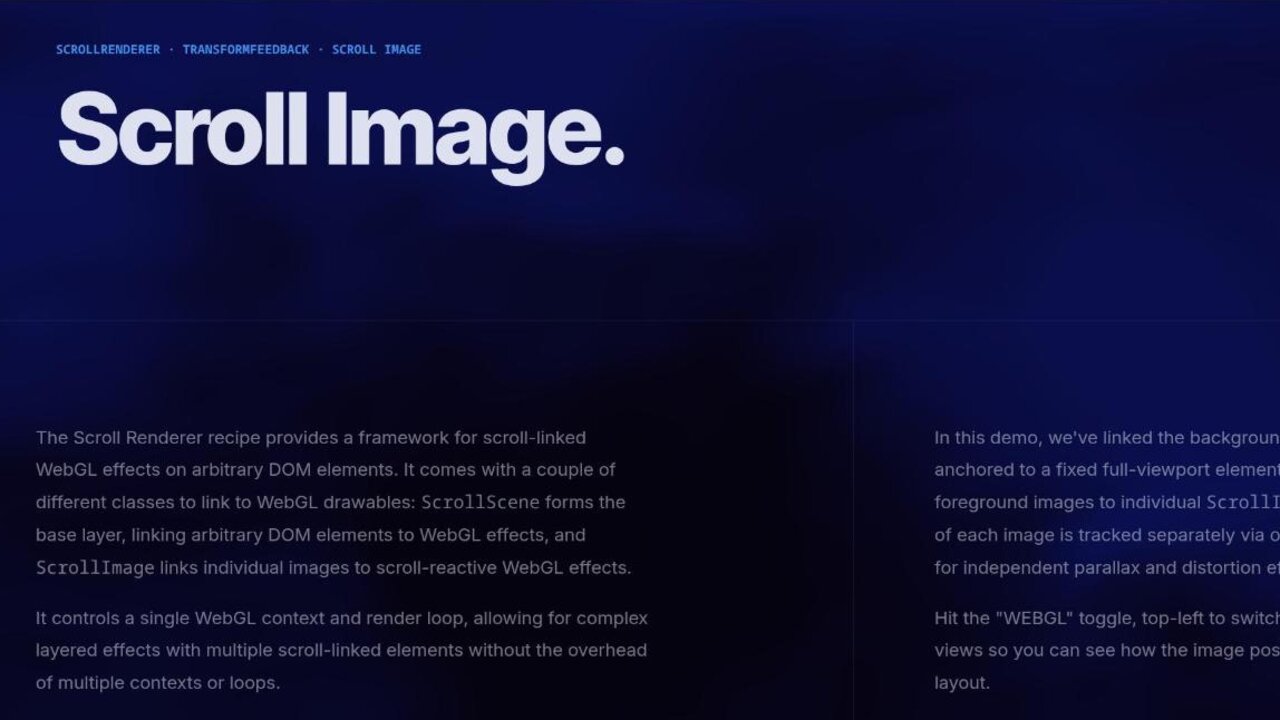 SCROLLRENDERER · TRANSFORMFEEDBACK · SCROLL IMAGE
Scroll Image.
The Scroll Renderer recipe provides a framework for scroll-linked
WebGL effects on arbitrary DOM elements. It comes with a couple of
different classes to link to WebGL drawables: ScrollScene forms the
base layer, linking arbitrary DOM elements to WebGL effects, and
ScrollImage links individual images to scroll-reactive WebGL effects.
It controls a single WebGL context and render loop, allowing for complex
layered effects with multiple scroll-linked elements without the overhead
of multiple contexts or loops.
In this demo, we've linked the
anchored to a fixed full-viewport element
foreground images to individual
of each image is tracked separately via
for independent parallax and distortion
Hit the "WEBGL" toggle, top-left to
views so you can see how the image
layout.